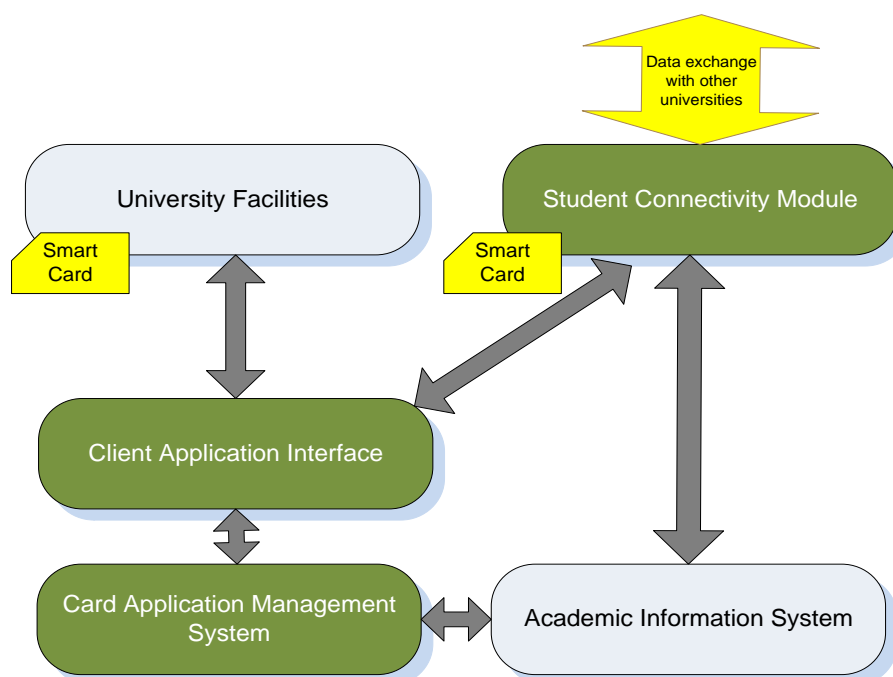 Data exchange
with other
universities
University Facilities
Student Connectivity Module
Smart
Card
Smart
Card
Client Application Interface
Card Application Management
System
Academic Information System